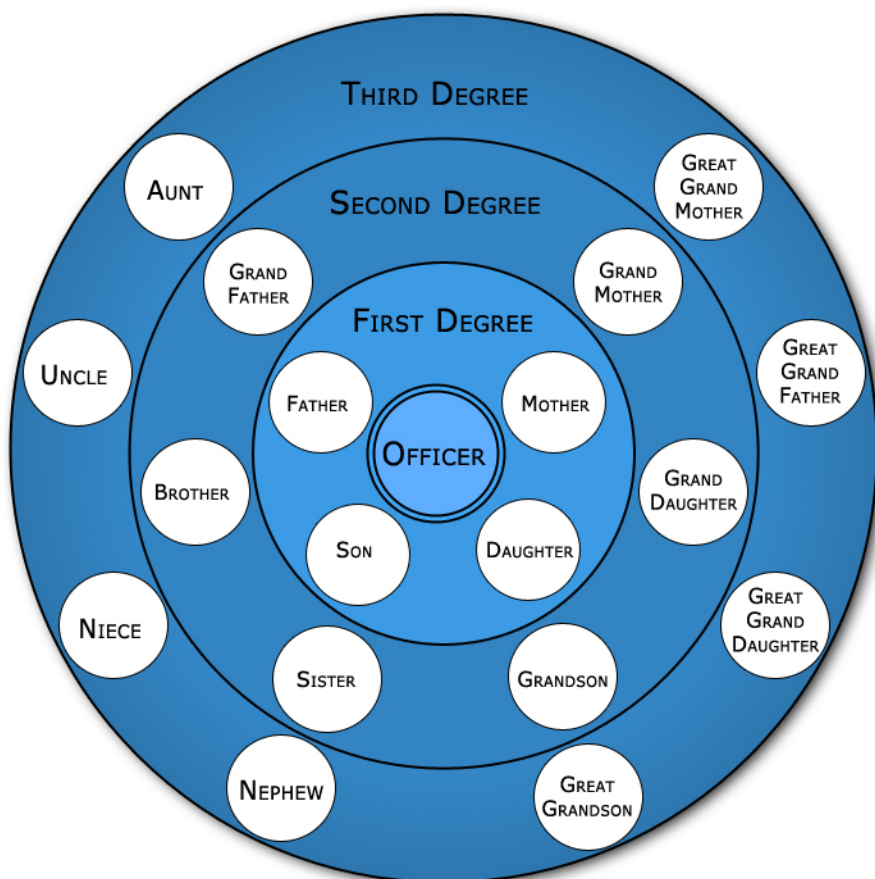 Third Degree
Aunt
Great
Grand
Mother
Second Degree
Grand
Father
Grand
Mother
First Degree
Uncle
Great
Grand
Father
Father
Mother
Officer
Brother
Grand
Daughter
Son
Daughter
Niece
Great
Grand
Daughter
Sister
Grandson
Nephew
Great
Grandson